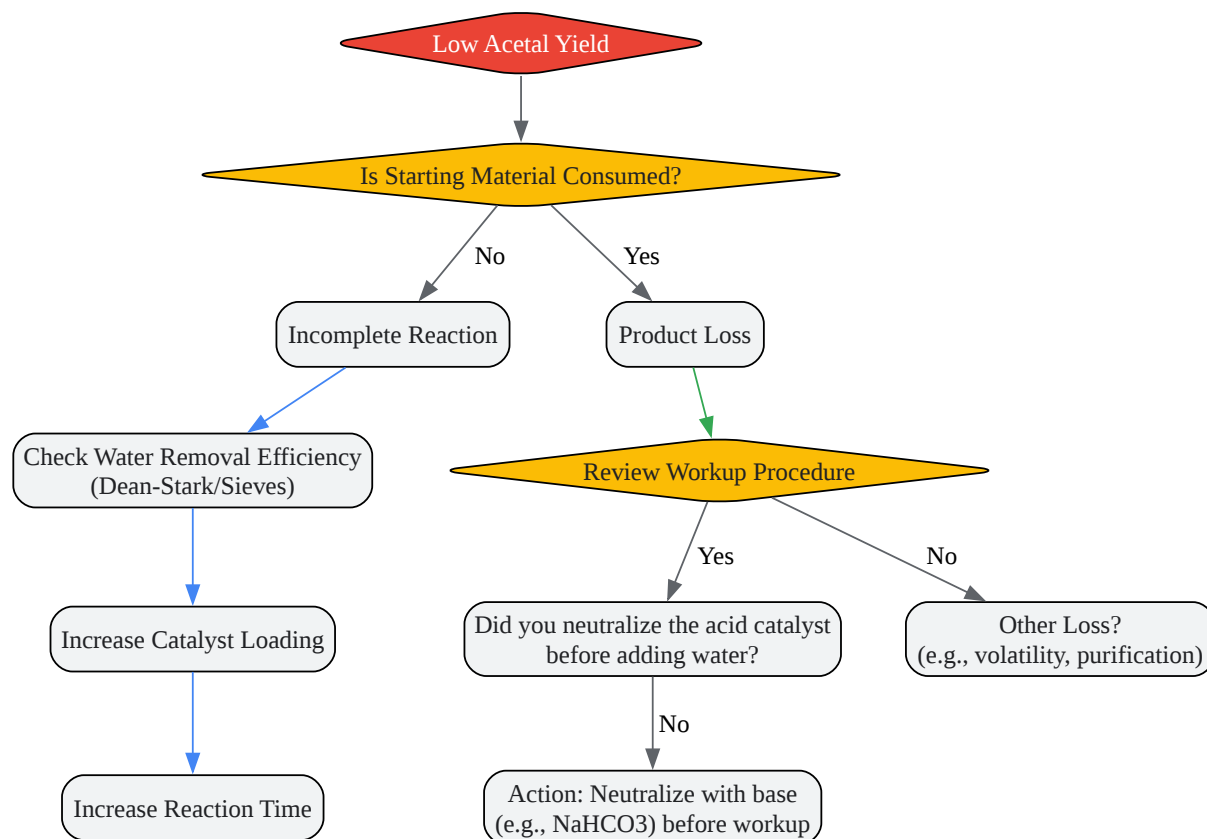 Low Acetal Yield
Is Starting Material Consumed?
No
Yes
Incomplete Reaction
Product Loss
Check Water Removal Efficiency
(Dean-Stark/Sieves)
Review Workup Procedure
Yes
No
Increase Catalyst Loading
Did you neutralize the acid catalyst
before adding water?
Other Loss?
(e.g., volatility, purification)
No
Increase Reaction Time
Action: Neutralize with base
(e.g., NaHCO3) before workup